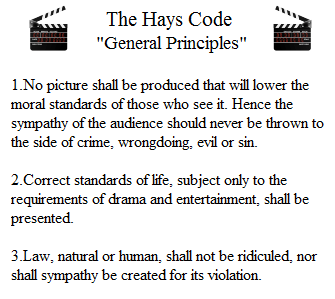 The Hays Code
"General Principles"
1.No picture shall be produced that will lower the
moral standards of those who see it. Hence the
sympathy of the audience should never be thrown to
the side of crime, wrongdoing, evil or sin.
2.Correct standards of life, subject only to the
requirements of drama and entertainment, shall be
presented.
3.Law, natural or human, shall not be ridiculed, nor
shall sympathy be created for its violation.